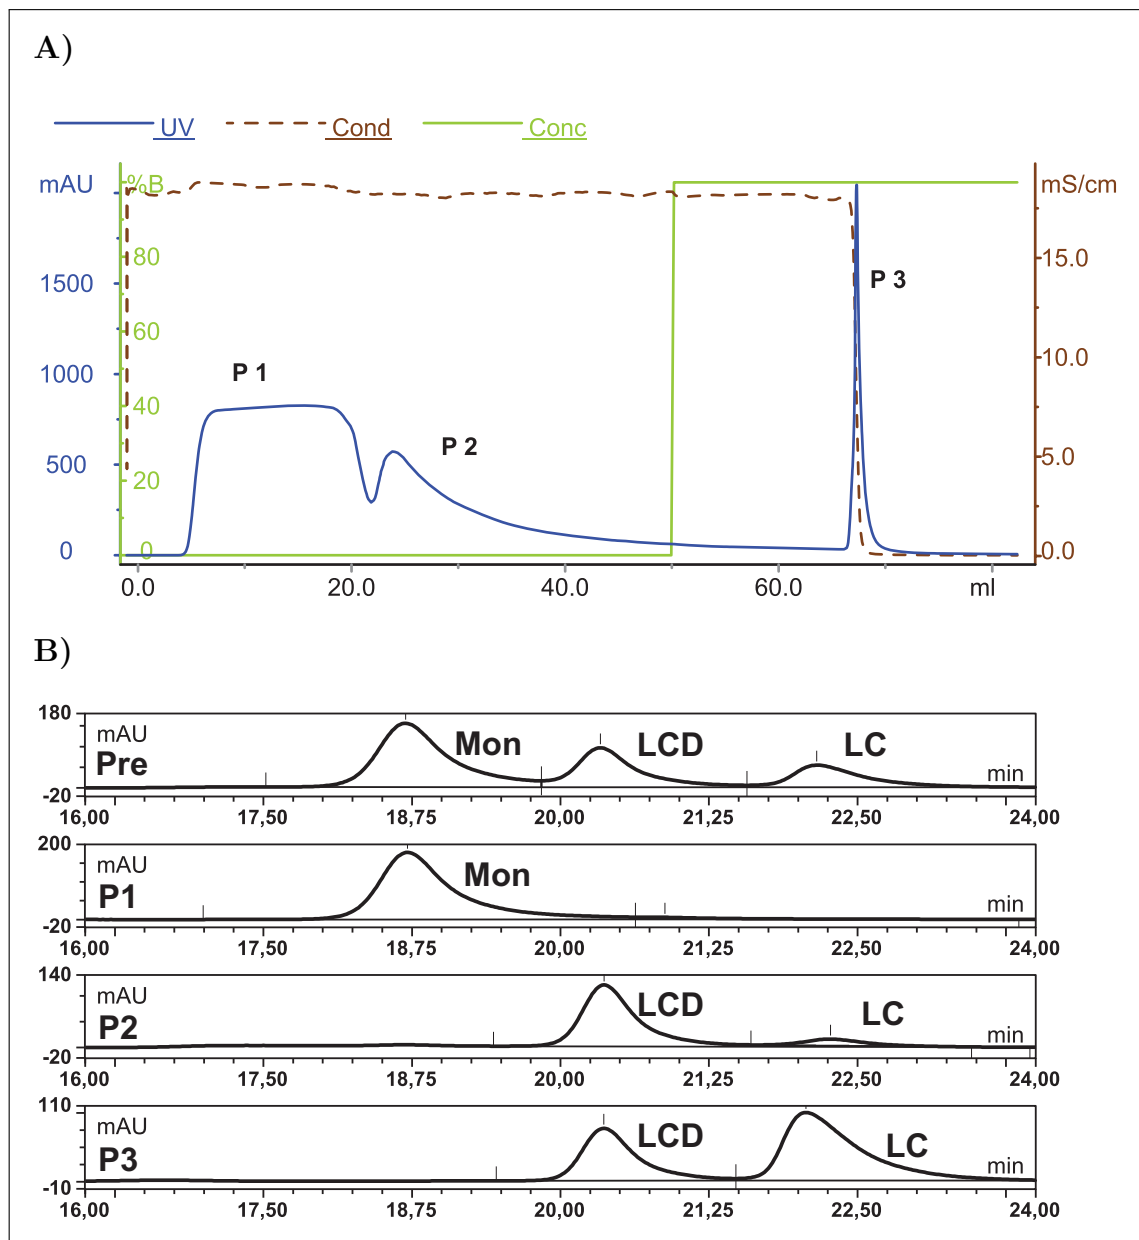 A)
UV Cond Conc
mAU %B mS/cm
80 15.0
1500 P 3
60
1000 P 1 10.0
40
P 2
500 20 5.0
0 0 0.0
0.0 20.0 40.0 60.0 ml
B)
180
mAU Mon LCD LC
Pre min
-20
16,00 17,50 18,75 20,00 21,25 22,50 24,00
200
mAU Mon
P1 min
-20
16,00 17,50 18,75 20,00 21,25 22,50 24,00
140
mAU LCD LC
P2 min
-20
16,00 17,50 18,75 20,00 21,25 22,50 24,00
110
mAU LCD LC
P3 min
-10
16,00 17,50 18,75 20,00 21,25 22,50 24,00